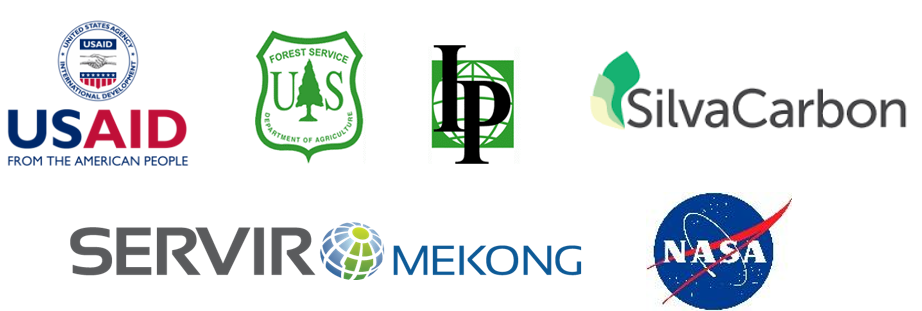 UNITED STATES AGENCY
USAID
INTERNATIONAL DEVELOPMENT
USAID
FROM THE AMERICAN PEOPLE
FOREST SERVICE
U S
DEPARTMENT OF AGRICULTURE
IP
SilvaCarbon
SERVIR MEKONG
NASA